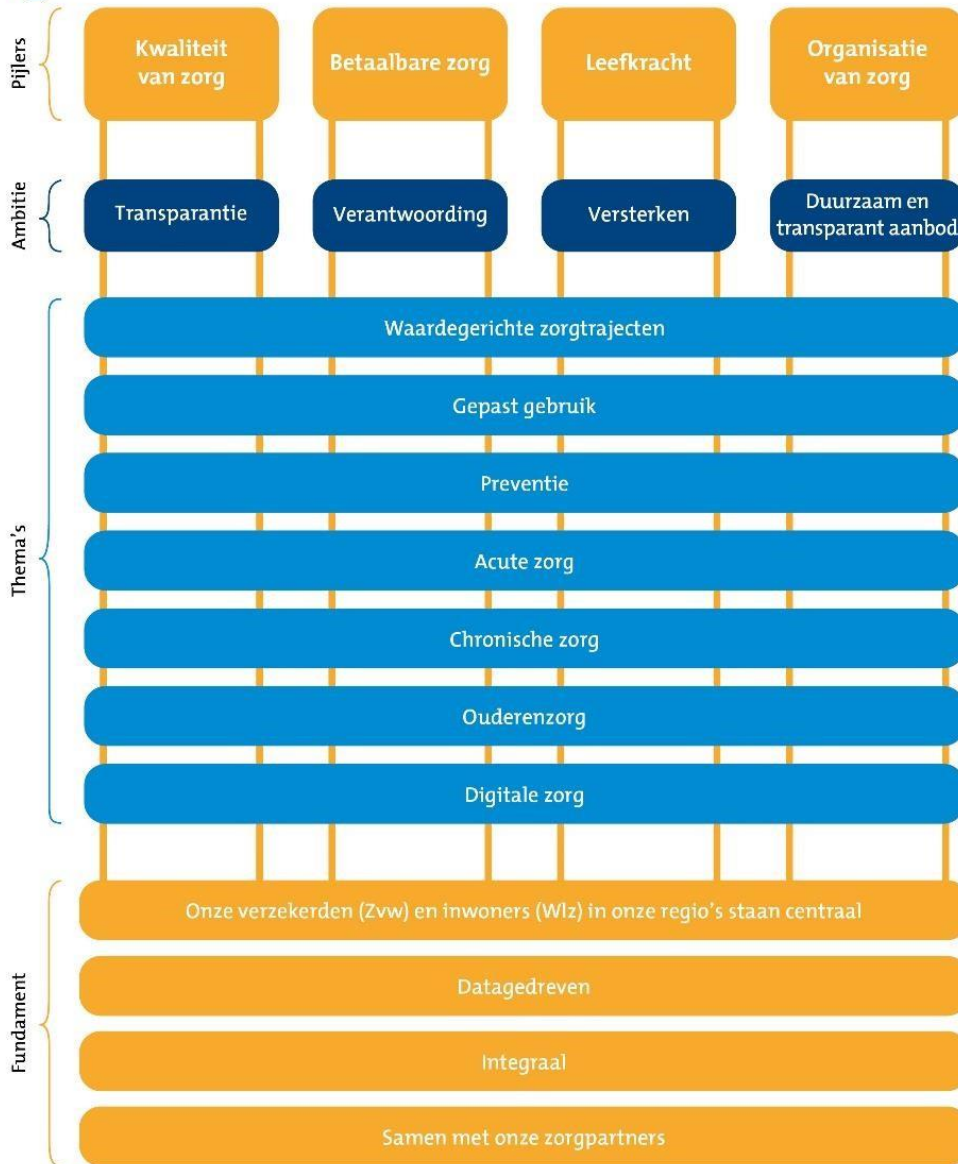 Pijlers
Kwaliteit
van zorg
Betaalbare zorg
Leefkracht
Organisatie
van zorg
Ambitie
Transparantie
Verantwoording
Versterken
Duurzaam en
transparant aanbod
Thema's
Waardegerichte zorgtrajecten
Gepast gebruik
Preventie
Acute zorg
Chronische zorg
Ouderenzorg
Digitale zorg
Fundament
Onze verzekerden (Zvw) en inwoners (Wlz) in onze regio's staan centraal
Datagedreven
Integraal
Samen met onze zorgpartners